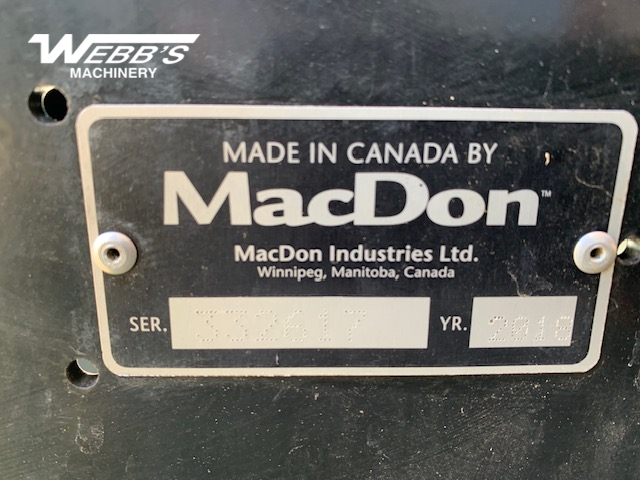 WEBB'S
MACHINERY
MADE IN CANADA BY
MacDon™
MacDon Industries Ltd.
Winnipeg, Manitoba, Canada
SER. 332617 YR.